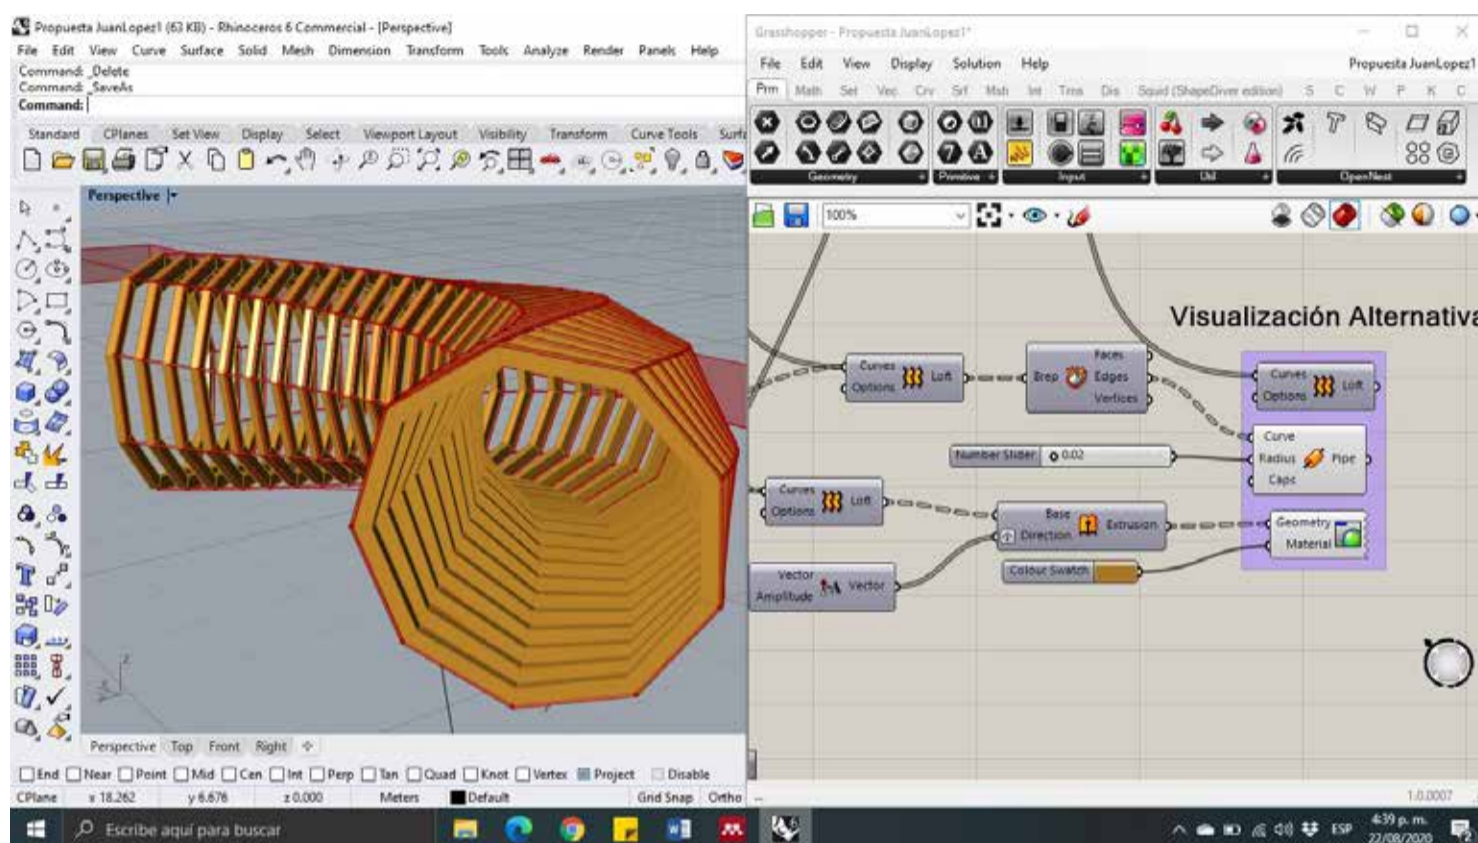 Propuesta JuanLopez1 (63 KB) - Rhinoceros 6 Commercial - [Perspective]
File Edit View Curve Surface Solid Mesh Dimension Transform Tools Analyze Render Panels Help
Command: _Delete
Command: _SaveAs
Command:
Standard CPlanes Set View Display Select Viewport Layout Visibility Transform Curve Tools Surfa
Perspective
z
Perspective Top Front Right
End Near Point Mid Cen Int Perp Tan Quad Knot Vertex Project Disable
CPlane x 18.262 y 6.676 z 0.000 Meters Default Grid Snap Ortho
Grasshopper - Propuesta JuanLopez1*
File Edit View Display Solution Help Propuesta JuanLopez1
Prm Math Set Vec Crv Srf Msh Int Trns Dis Squid (ShapeDiver edition) S C W P K C
Geometry Primitive Input Util OpenNest
100%
Visualización Alternativa
Curves
Options
Loft
Brep
Faces
Edges
Vertices
Curves
Options
Loft
Number Slider 0.02
Curve
Radius
Caps
Pipe
Curves
Options
Loft
Base
Direction
Extrusion
Geometry
Material
Colour Swatch
Vector
Amplitude
Vector
1.0.0007
Escribe aquí para buscar
ESP
4:39 p. m.
22/08/2020